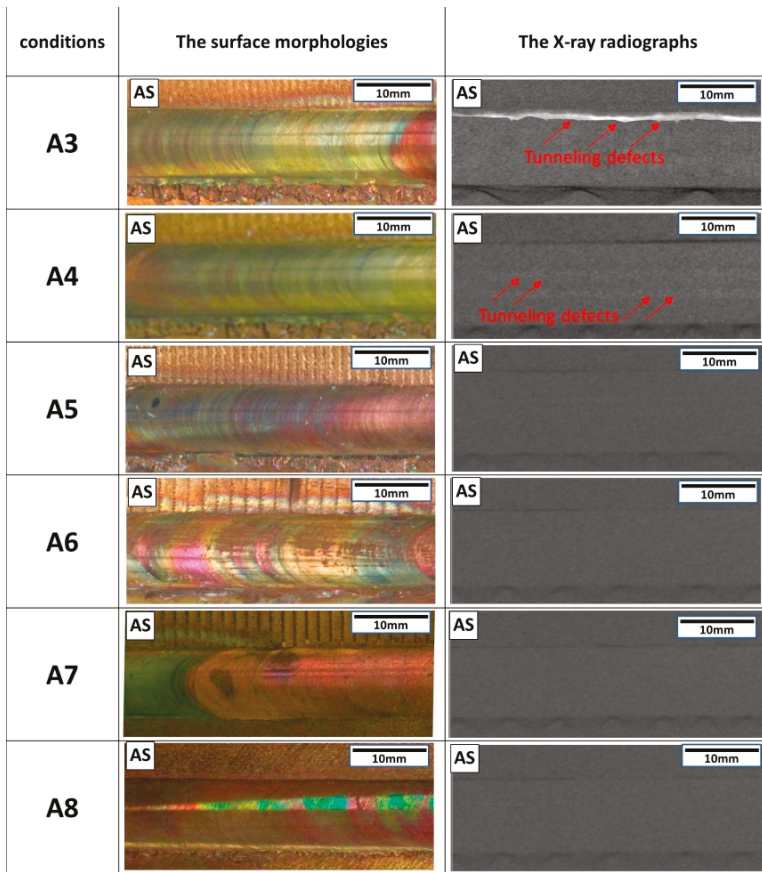 conditions The surface morphologies The X-ray radiographs
A3
AS 10mm
AS 10mm
Tunneling defects
A4
AS 10mm
AS 10mm
Tunneling defects
A5
AS 10mm
AS 10mm
A6
AS 10mm
AS 10mm
A7
AS 10mm
AS 10mm
A8
AS 10mm
AS 10mm